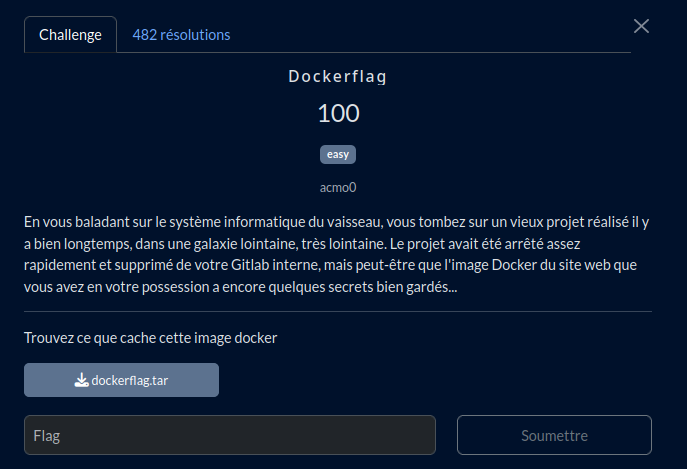 Challenge
482 résolutions
Dockerflag
100
easy
acmo0
En vous baladant sur le système informatique du vaisseau, vous tombez sur un vieux projet réalisé il y
a bien longtemps, dans une galaxie lointaine, très lointaine. Le projet avait été arrêté assez
rapidement et supprimé de votre Gitlab interne, mais peut-être que l'image Docker du site web que
vous avez en votre possession a encore quelques secrets bien gardés...
Trouvez ce que cache cette image docker
dockerflag.tar
Flag
Soumettre